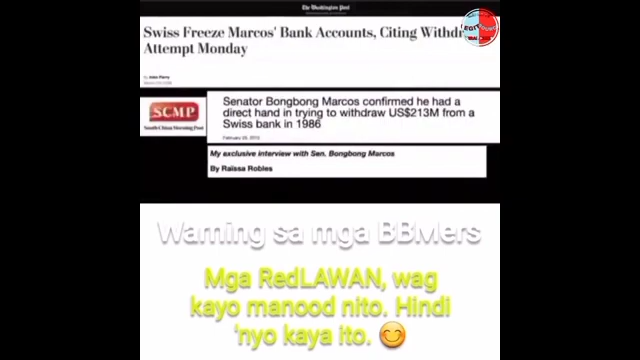 The Washington Post
Swiss Freeze Marcos' Bank Accounts, Citing
Attempt Monday
SCMP
South China Morning Post
Senator Bongbong Marcos confirmed he had a
direct hand in trying to withdraw US$213M from a
Swiss bank in 1986
My exclusive interview with Sen. Bongbong Marcos
By Raissa Robles
Warning sa mga BBMers
Mga RedLAWAN, wag
kayo manood nito. Hindi
'nyo kaya ito. 😊